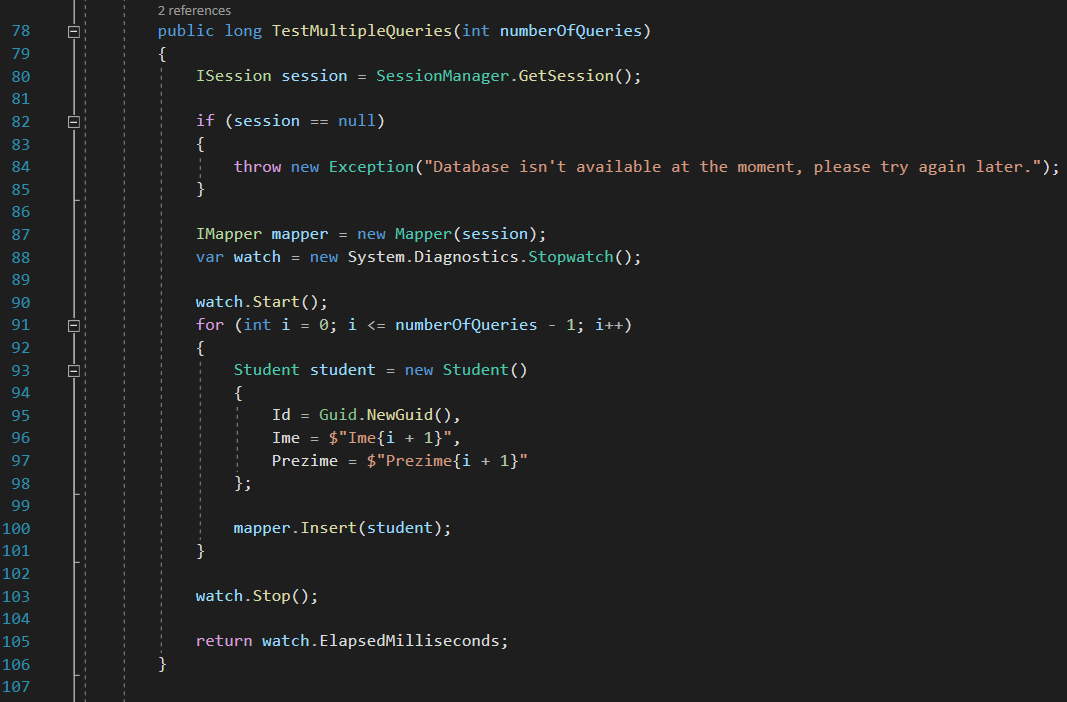 2 references
78 public long TestMultipleQueries(int numberOfQueries)
79 {
80 ISession session = SessionManager.GetSession();
81
82 if (session == null)
83 {
84 throw new Exception("Database isn't available at the moment, please try again later.");
85 }
86
87 IMapper mapper = new Mapper(session);
88 var watch = new System.Diagnostics.Stopwatch();
89
90 watch.Start();
91 for (int i = 0; i <= numberOfQueries - 1; i++)
92 {
93 Student student = new Student()
94 {
95 Id = Guid.NewGuid(),
96 Ime = $"Ime{i + 1}",
97 Prezime = $"Prezime{i + 1}"
98 };
99
100 mapper.Insert(student);
101 }
102
103 watch.Stop();
104
105 return watch.ElapsedMilliseconds;
106 }
107